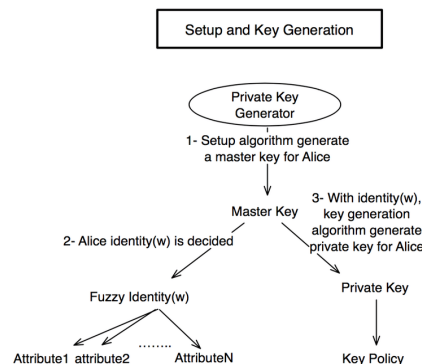 Setup and Key Generation
Private Key
Generator
1- Setup algorithm generate
a master key for Alice
Master Key
3- With identity(w),
key generation
algorithm generate
private key for Alice
2- Alice identity(w) is decided
Fuzzy Identity(w)
Private Key
Attribute1 attribute2 ........ AttributeN
Key Policy